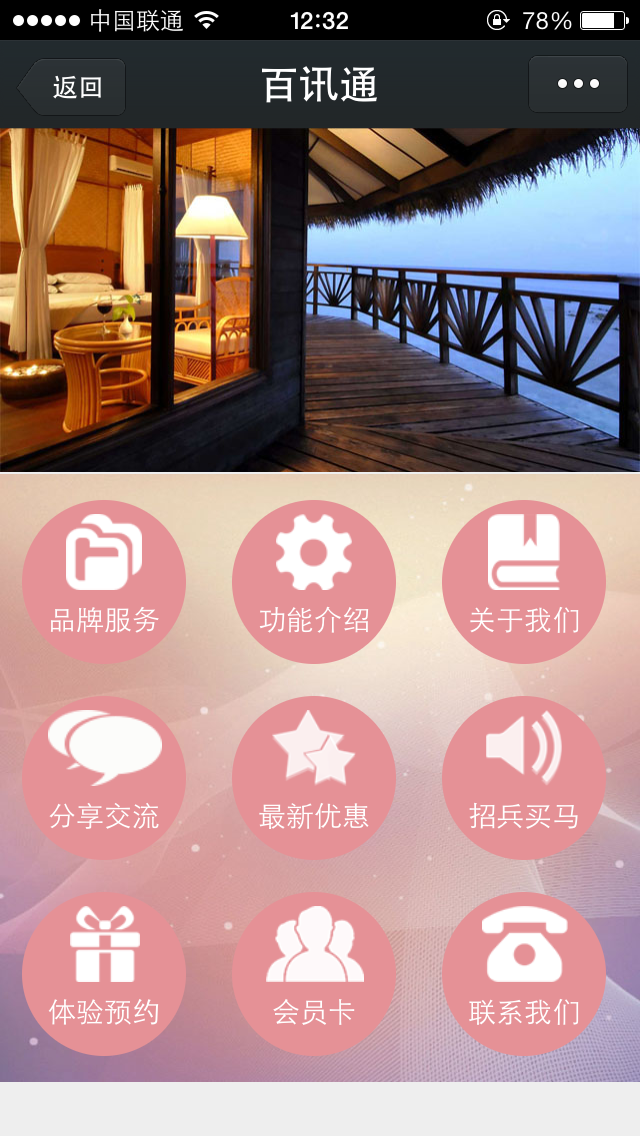 中国联通 12:32 78%
返回 百讯通
品牌服务 功能介绍 关于我们
分享交流 最新优惠 招兵买马
体验预约 会员卡 联系我们